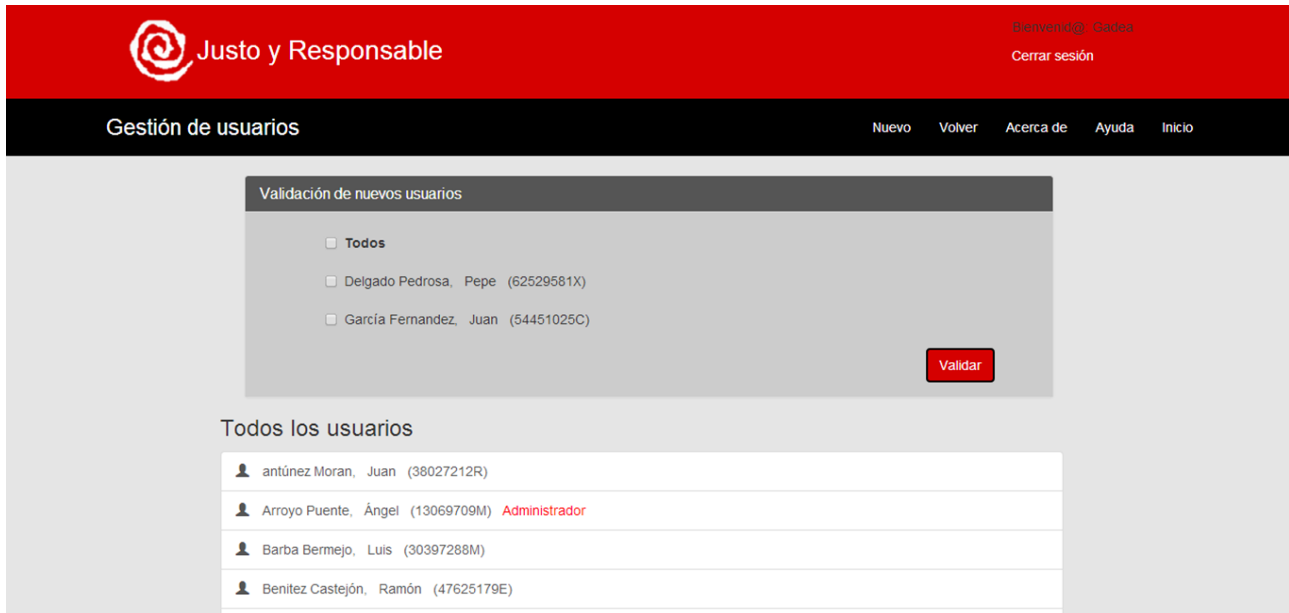 Justo y Responsable
Bienvenid@: Gadea
Cerrar sesión
Gestión de usuarios
Nuevo Volver Acerca de Ayuda Inicio
Validación de nuevos usuarios
Todos
Delgado Pedrosa, Pepe (62529581X)
García Fernandez, Juan (54451025C)
Validar
Todos los usuarios
antúnez Moran, Juan (38027212R)
Arroyo Puente, Ángel (13069709M) Administrador
Barba Bermejo, Luis (30397288M)
Benitez Castejón, Ramón (47625179E)